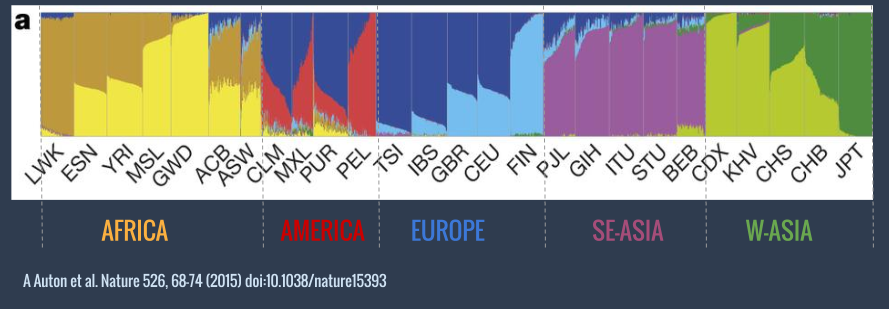 a
LWK ESN YRI MSL GWD ACB ASW CLM MXL PUR PEL TSI IBS GBR CEU FIN PJL GIH ITU STU BEB CDX KHV CHS CHB JPT
AFRICA AMERICA EUROPE SE-ASIA W-ASIA
A Auton et al. Nature 526, 68-74 (2015) doi:10.1038/nature15393